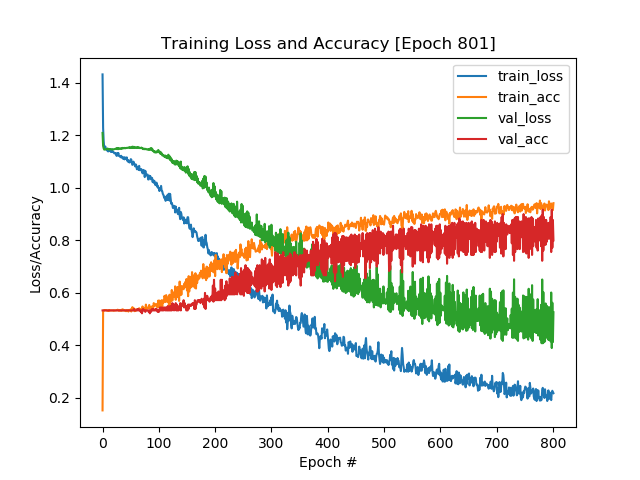 Training Loss and Accuracy [Epoch 801]
train_loss
train_acc
val_loss
val_acc
Loss/Accuracy
1.4
1.2
1.0
0.8
0.6
0.4
0.2
0 100 200 300 400 500 600 700 800
Epoch #